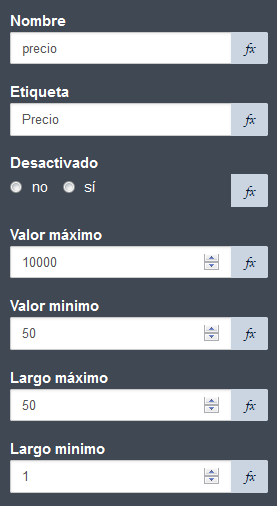 Nombre
precio fx
Etiqueta
Precio fx
Desactivado
no sí fx
Valor máximo
10000 fx
Valor minimo
50 fx
Largo máximo
50 fx
Largo minimo
1 fx